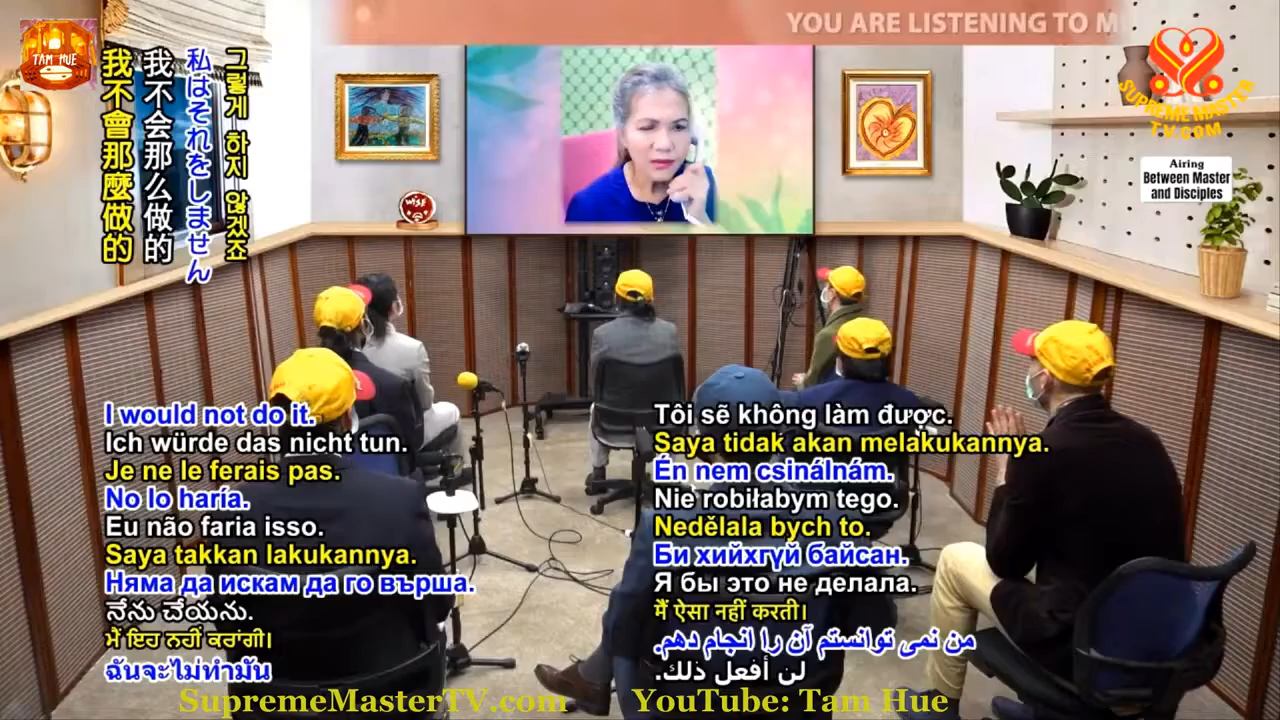 YOU ARE LISTENING TO M
TAM HUE
SUPREME MASTER
TV.COM
Airing
Between Master
and Disciples
WISE
我不會那麼做的
我不会那么做的
私はそれをしません
그렇게 하지 않겠죠
I would not do it.
Ich würde das nicht tun.
Je ne le ferais pas.
No lo haría.
Eu não faria isso.
Saya takkan lakukannya.
Няма да искам да го върша.
ನೇನು ಚೇಯನು.
ਮੈਂ ਇਹ ਨਹੀਂ ਕਰਾਂਗੀ।
ฉันจะไม่ทำมัน
Tôi sẽ không làm được.
Saya tidak akan melakukannya.
Én nem csinálnám.
Nie robiłabym tego.
Nedělala bych to.
Би хийхгүй байсан.
Я бы это не делала.
मैं ऐसा नहीं करती।
من نمی توانستم آن را انجام دهم.
لن أفعل ذلك.
SupremeMasterTV.com
YouTube: Tam Hue